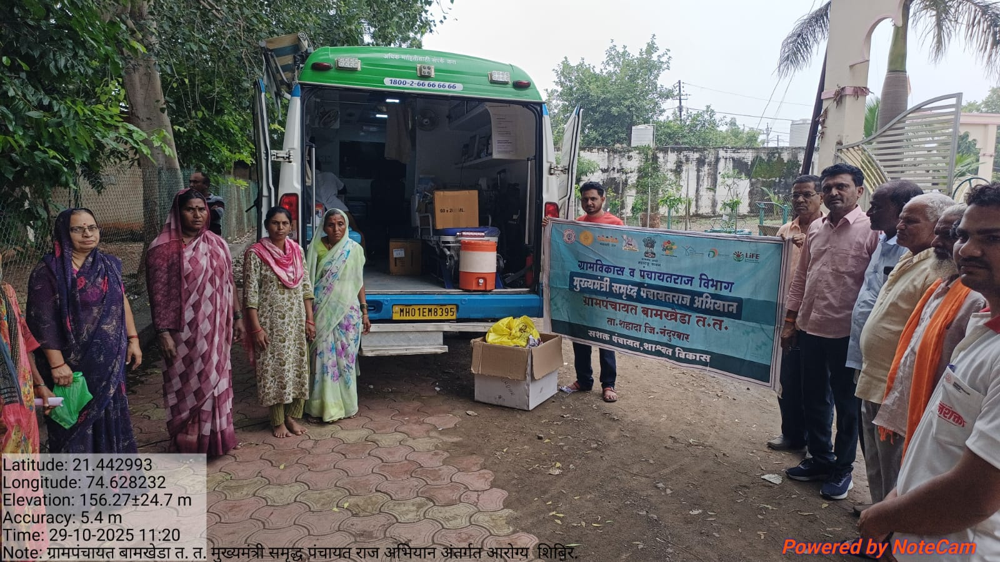 अधिक माहितीसाठी संपर्क करा
1800-2-66 66 66 66
60 x 200 ML.
MH01EM8395
LiFE
ग्रामविकास व पंचायतराज विभाग
मुख्यमंत्री समृध्द पंचायतराज अभियान
ग्रामपंचायत बामखेडा त.त.
ता.शहादा जि.नंदुरबार
सशक्त पंचायत,शाश्वत विकास
Latitude: 21.442993
Longitude: 74.628232
Elevation: 156.27±24.7 m
Accuracy: 5.4 m
Time: 29-10-2025 11:20
Note: ग्रामपंचायत बामखेडा त. त. मुख्यमंत्री समृद्ध पंचायत राज अभियान अंतर्गत आरोग्य शिबिर.
Powered by NoteCam